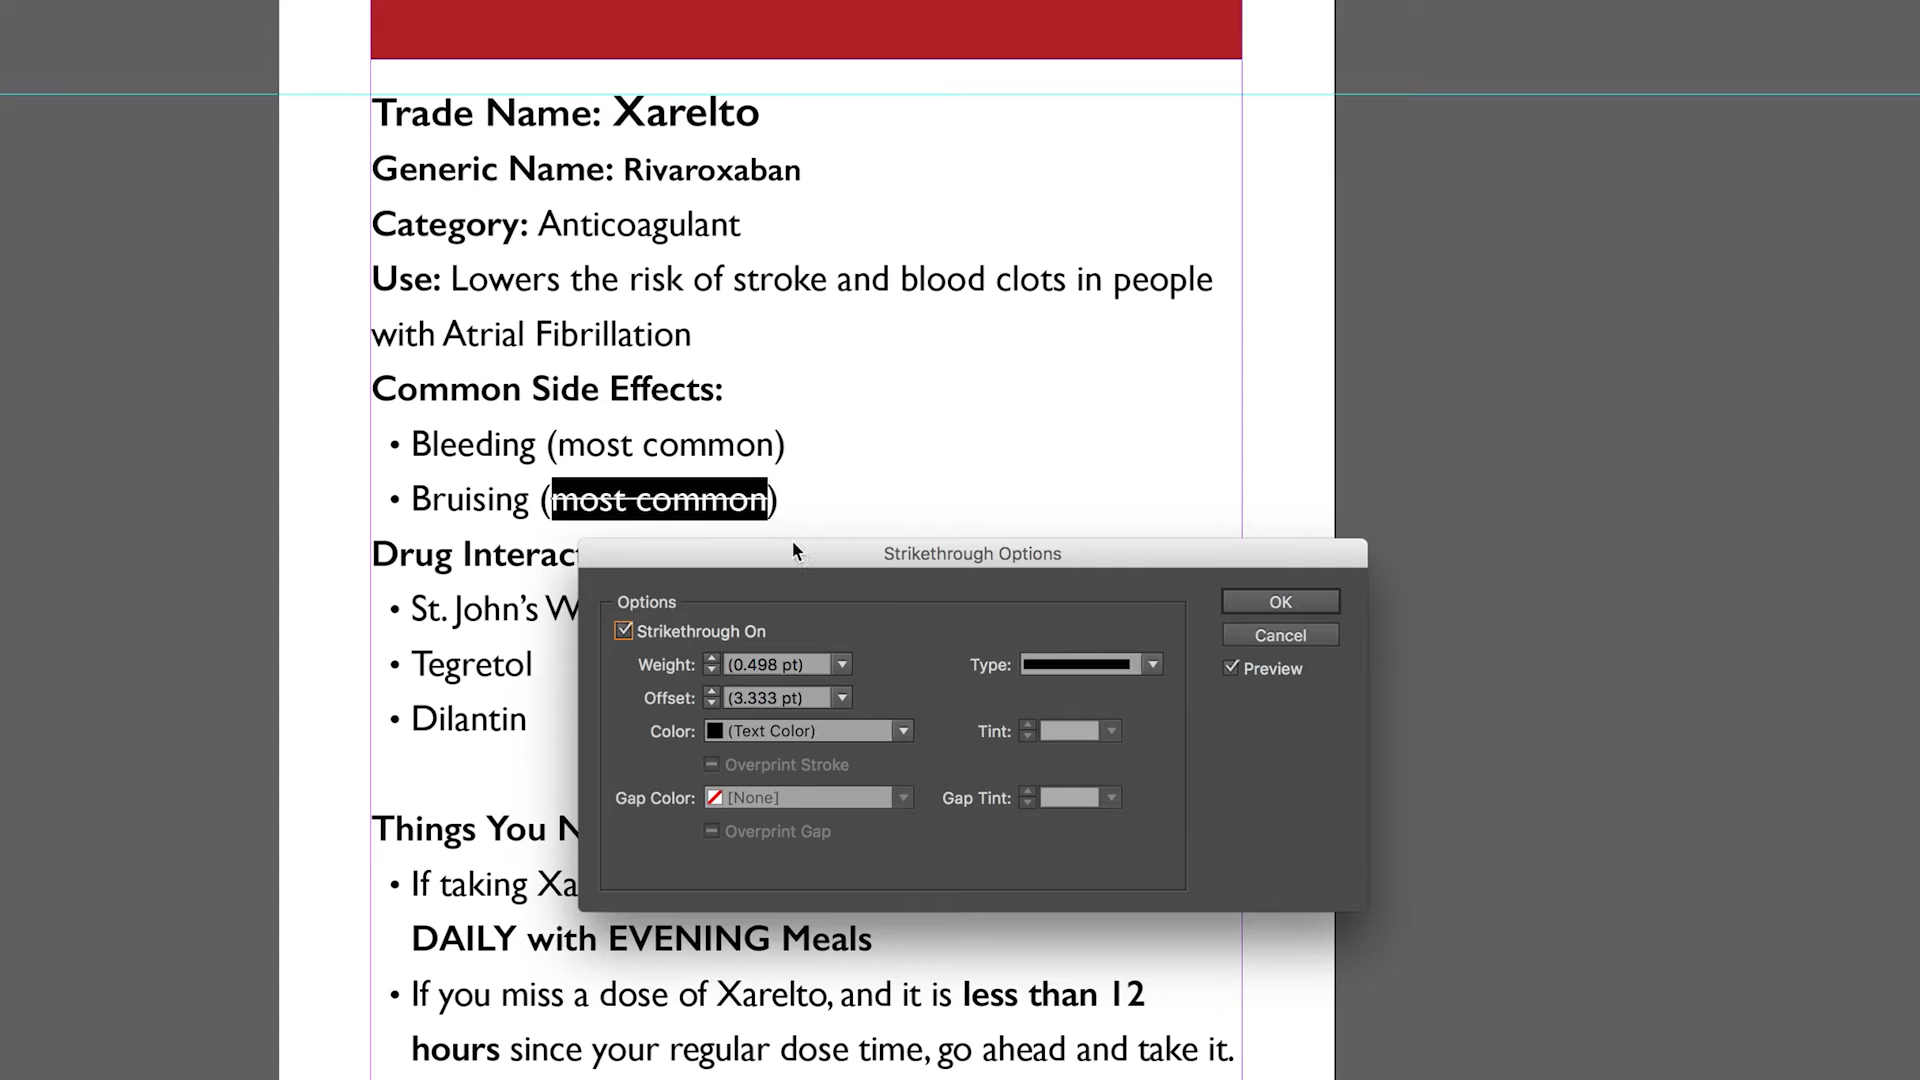 Trade Name: Xarelto
Generic Name: Rivaroxaban
Category: Anticoagulant
Use: Lowers the risk of stroke and blood clots in people
with Atrial Fibrillation
Common Side Effects:
• Bleeding (most common)
• Bruising (most common)
Drug Interac
• St. John’s W
• Tegretol
• Dilantin
Things You N
• If taking Xa
DAILY with EVENING Meals
• If you miss a dose of Xarelto, and it is less than 12
hours since your regular dose time, go ahead and take it.
Strikethrough Options
Options
Strikethrough On
Weight: (0.498 pt) Type:
Offset: (3.333 pt)
Color: (Text Color) Tint:
Overprint Stroke
Gap Color: [None] Gap Tint:
Overprint Gap
OK
Cancel
Preview